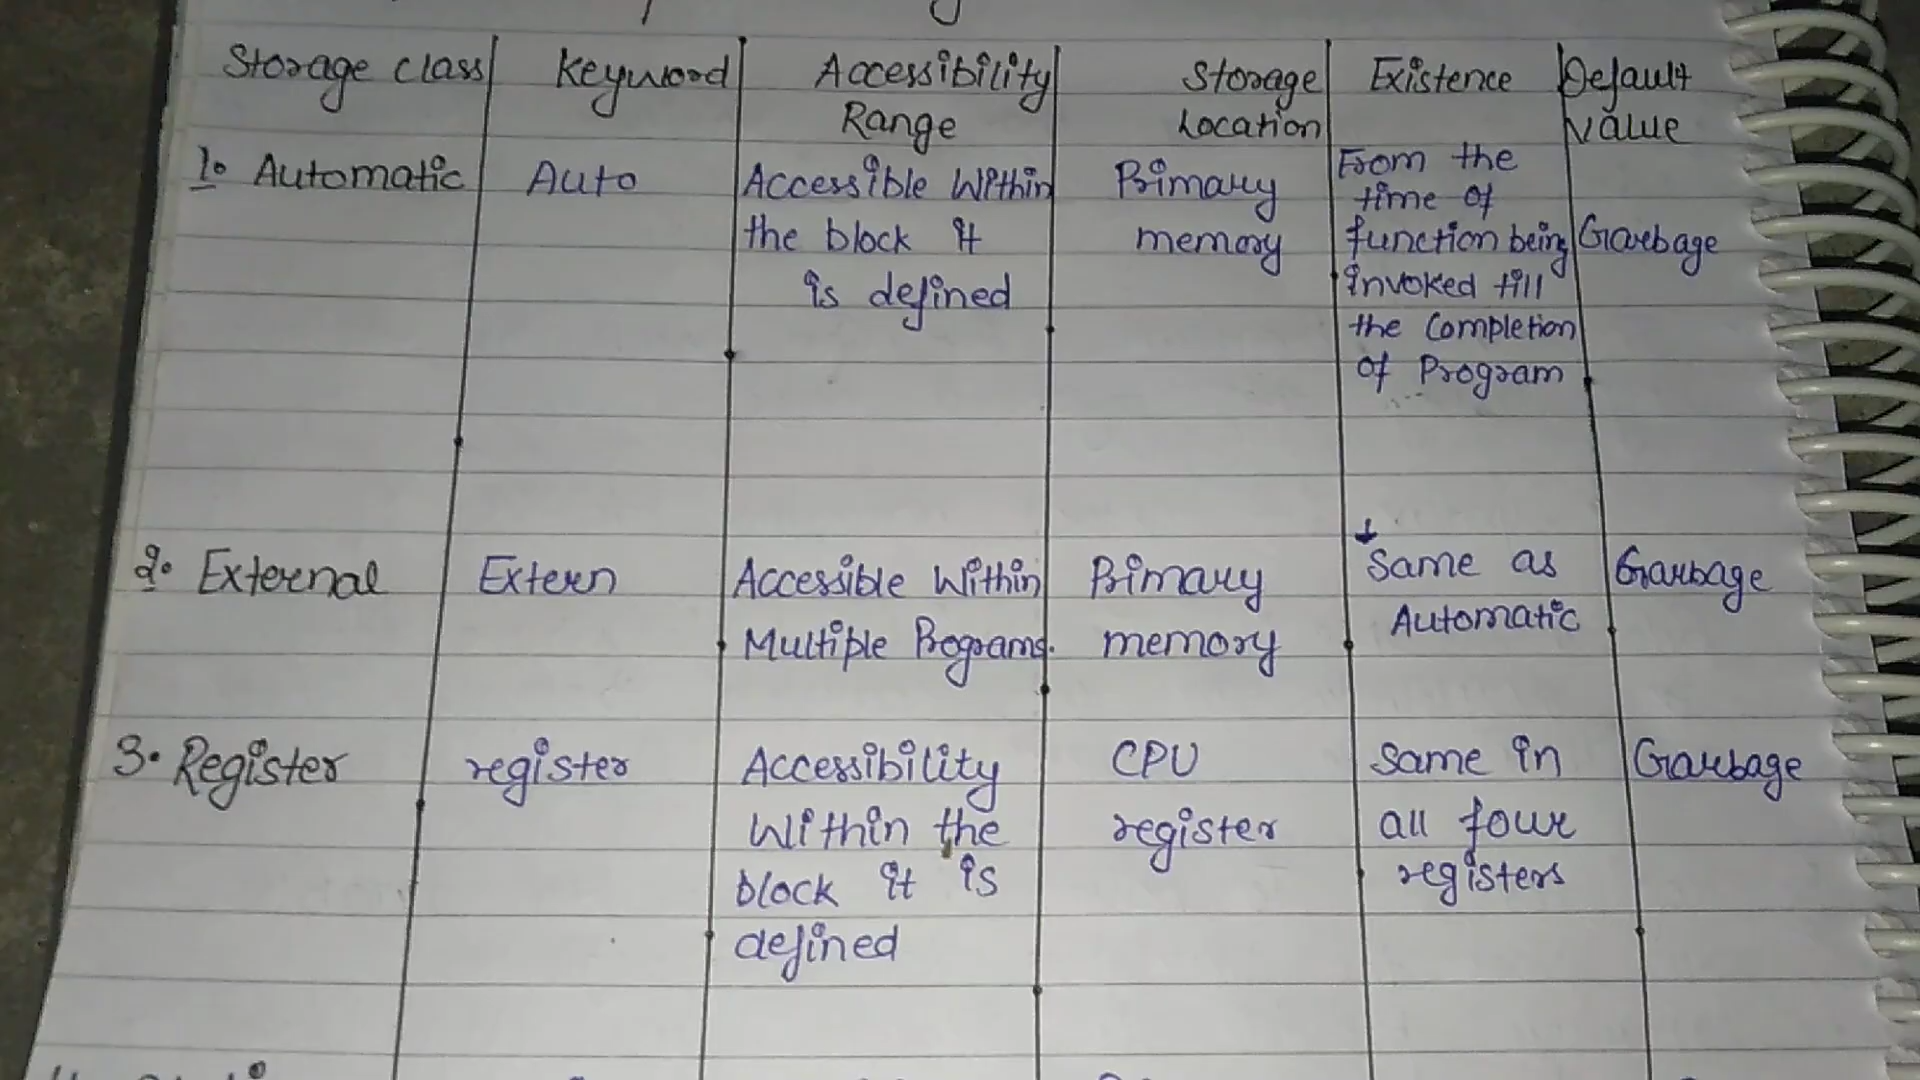 Storage class Keyword Accessibility Range Storage Location Existence Default Value
1. Automatic Auto
Accessible Within
the block it
is defined
Primary
memory
From the
time of
function being
invoked till
the Completion
of Program
Garbage
2. External Extern
Accessible Within
Multiple Programs.
Primary
memory
Same as
Automatic
Garbage
3. Register register
Accessibility
Within the
block it is
defined
CPU
register
Same in
all four
registers
Garbage